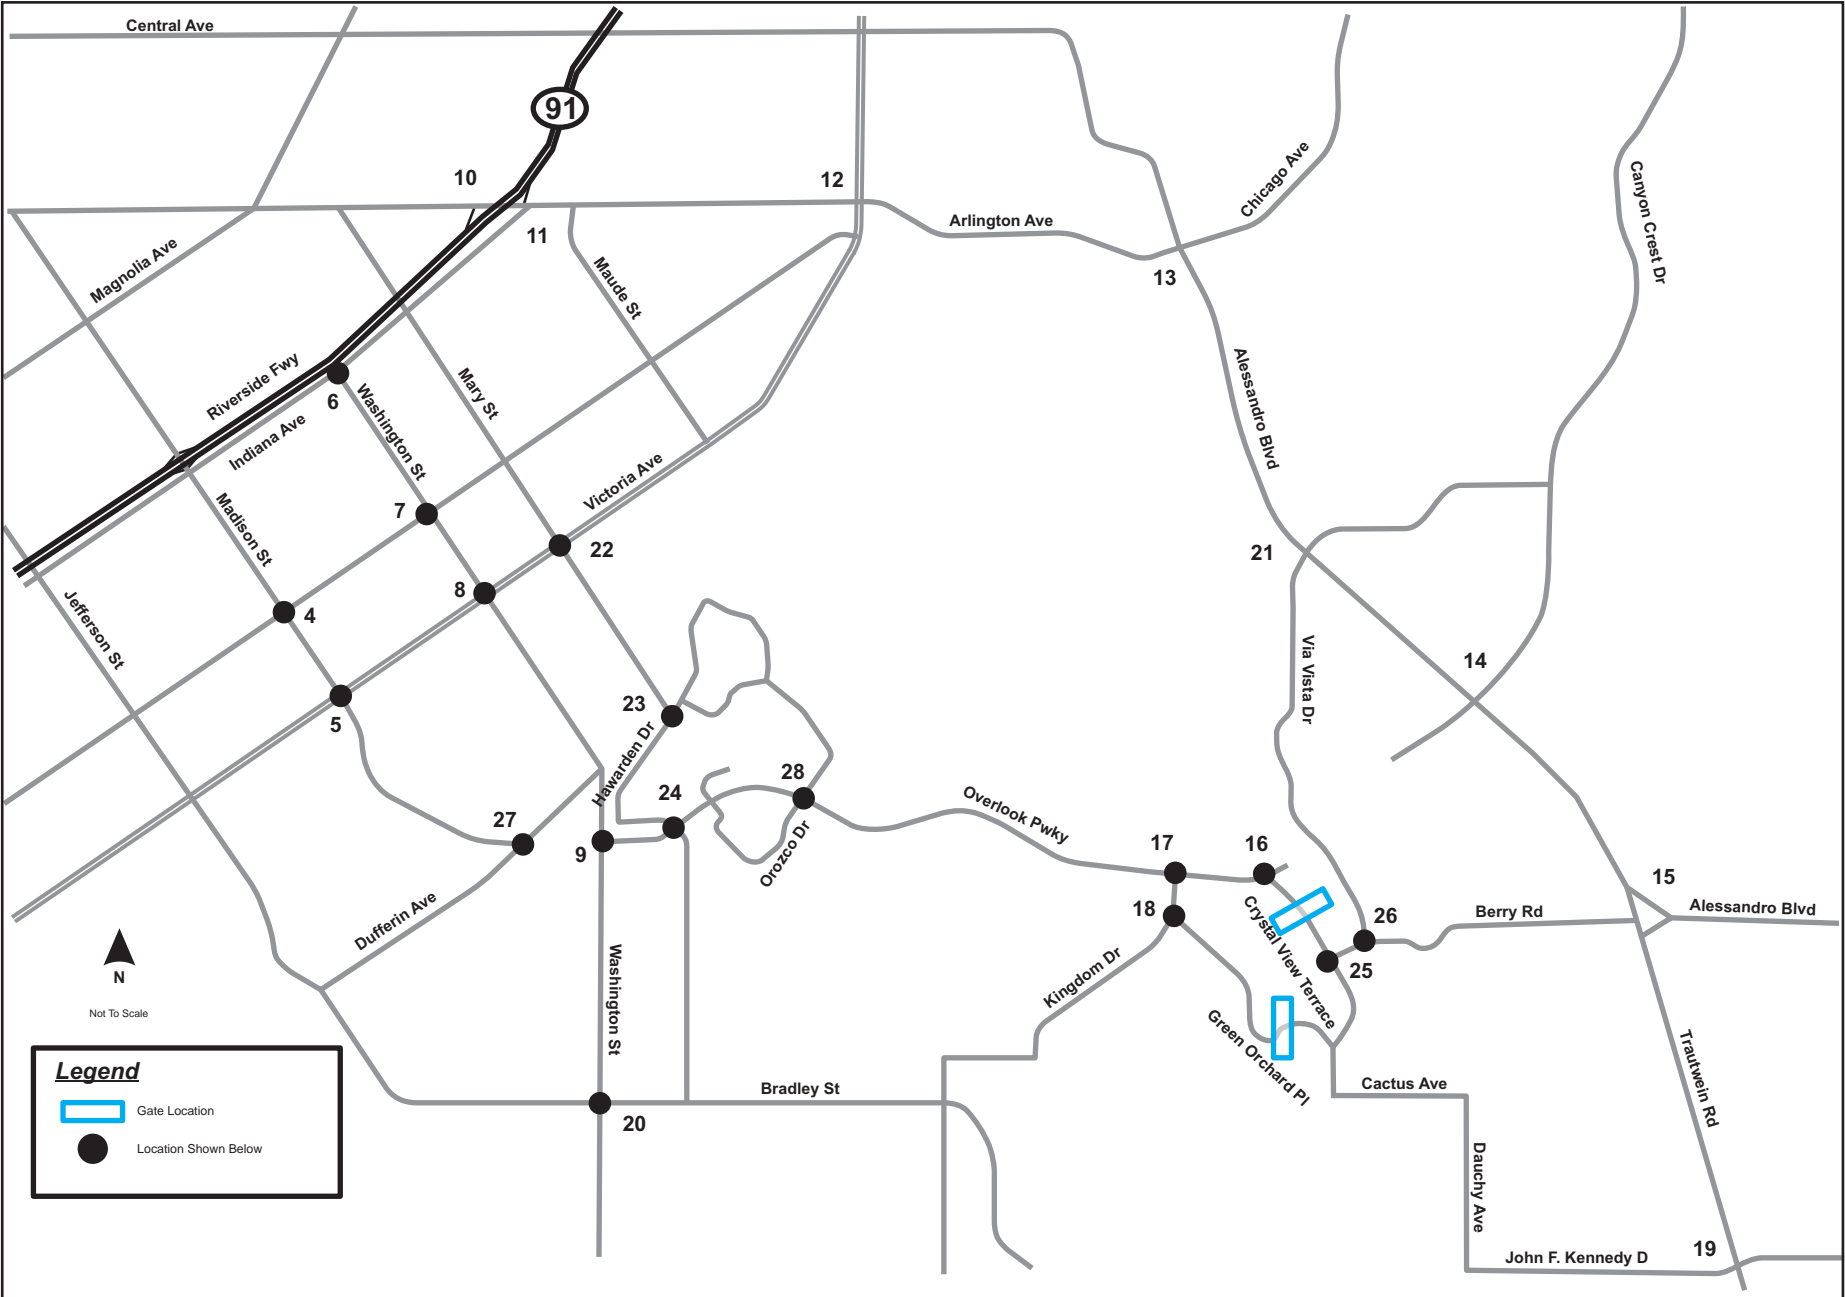 Central Ave
91
10
12
Arlington Ave
Chicago Ave
Canyon Crest Dr
11
13
Magnolia Ave
Maude St
Riverside Fwy
Mary St
Alessandro Blvd
6
Indiana Ave
Washington St
Victoria Ave
7
Madison St
22
21
8
4
Jefferson St
Via Vista Dr
14
5
23
Hawarden Dr
28
24
Overlook Pwky
27
9
Orozco Dr
17
16
15
18
Crystal View Terrace
26
Berry Rd
Alessandro Blvd
25
Dufferin Ave
N
Not To Scale
Washington St
Kingdom Dr
Green Orchard Pl
Trautwein Rd
Legend
Gate Location
Location Shown Below
Bradley St
20
Cactus Ave
Dauchy Ave
John F. Kennedy D
19